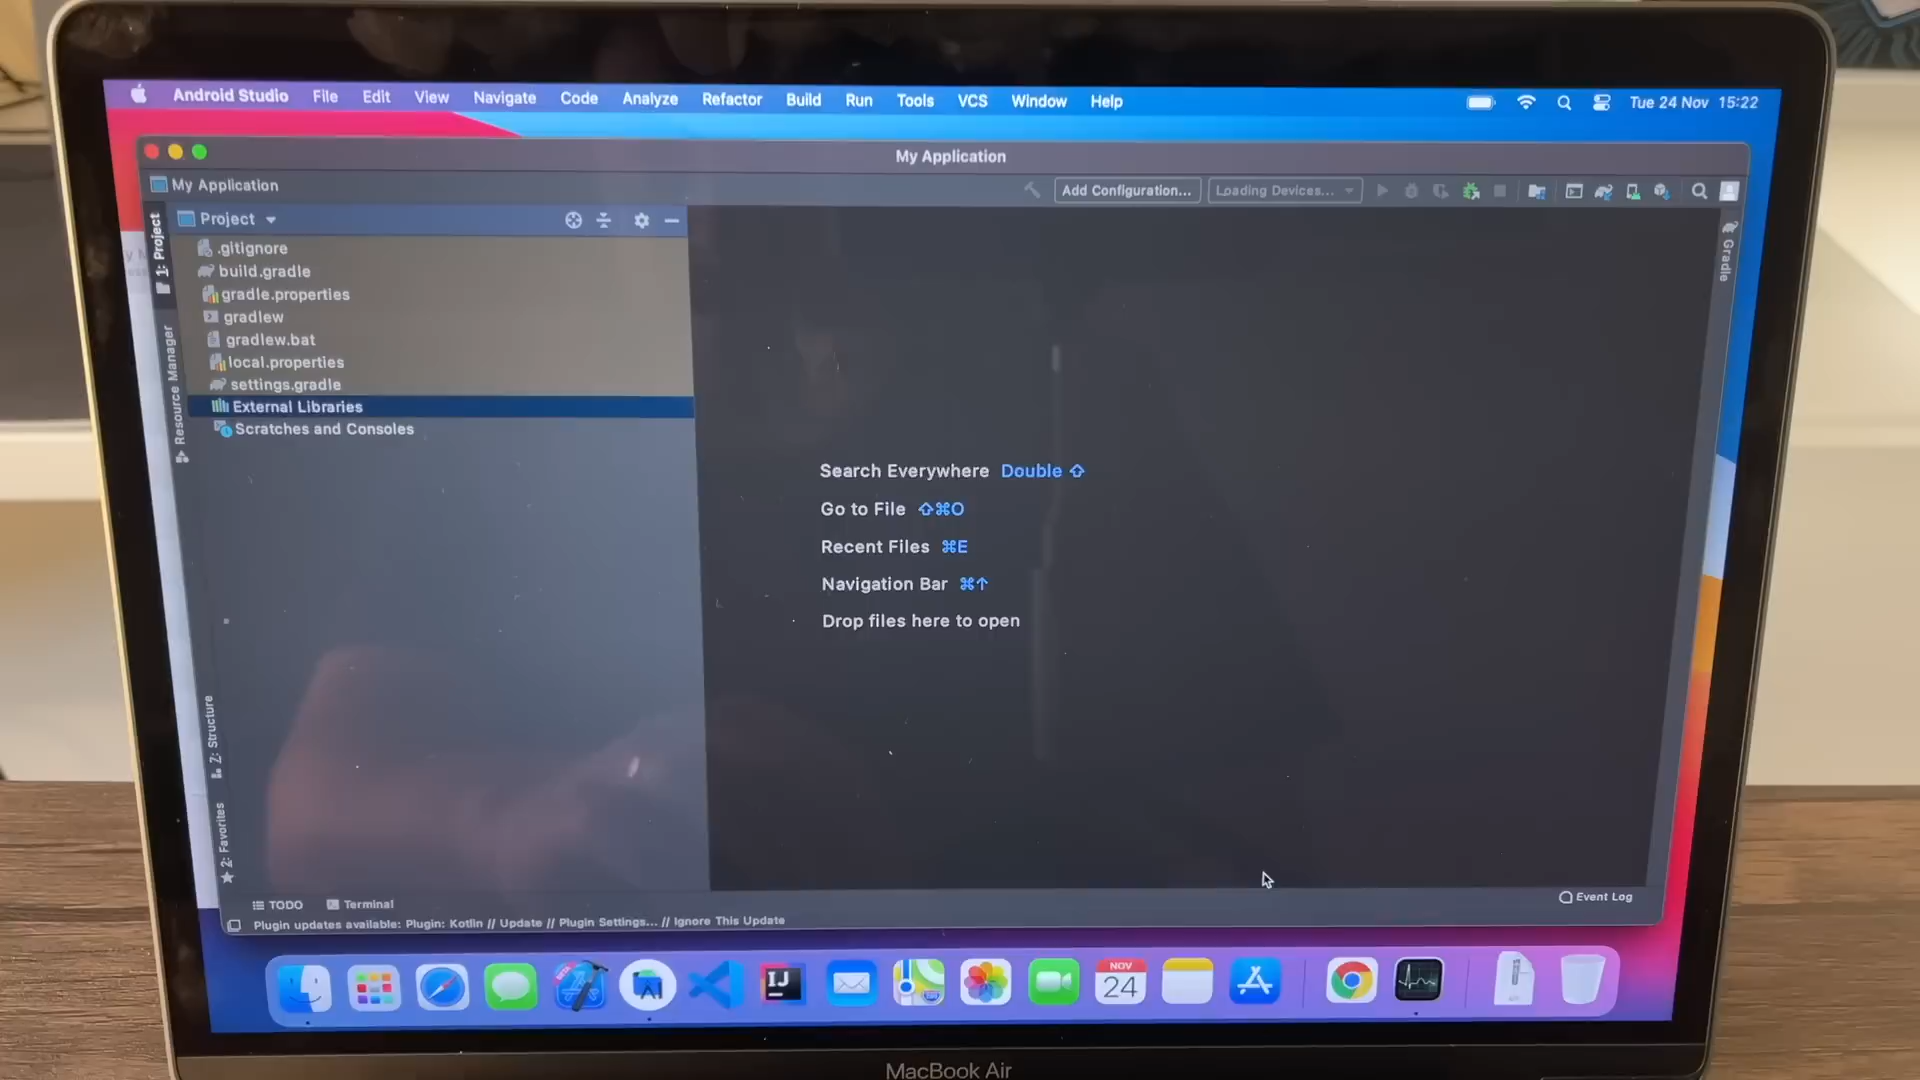 Android Studio File Edit View Navigate Code Analyze Refactor Build Run Tools VCS Window Help Tue 24 Nov 15:22
My Application
My Application Add Configuration... Loading Devices...
1: Project
Project
.gitignore
build.gradle
gradle.properties
gradlew
gradlew.bat
local.properties
settings.gradle
External Libraries
Scratches and Consoles
Resource Manager
Gradle
Search Everywhere Double ⇧
Go to File ⇧⌘O
Recent Files ⌘E
Navigation Bar ⌘↑
Drop files here to open
7: Structure
2: Favorites
TODO Terminal Event Log
Plugin updates available: Plugin: Kotlin // Update // Plugin Settings... // Ignore This Update
BETA
IJ
NOV
24
MacBook Air